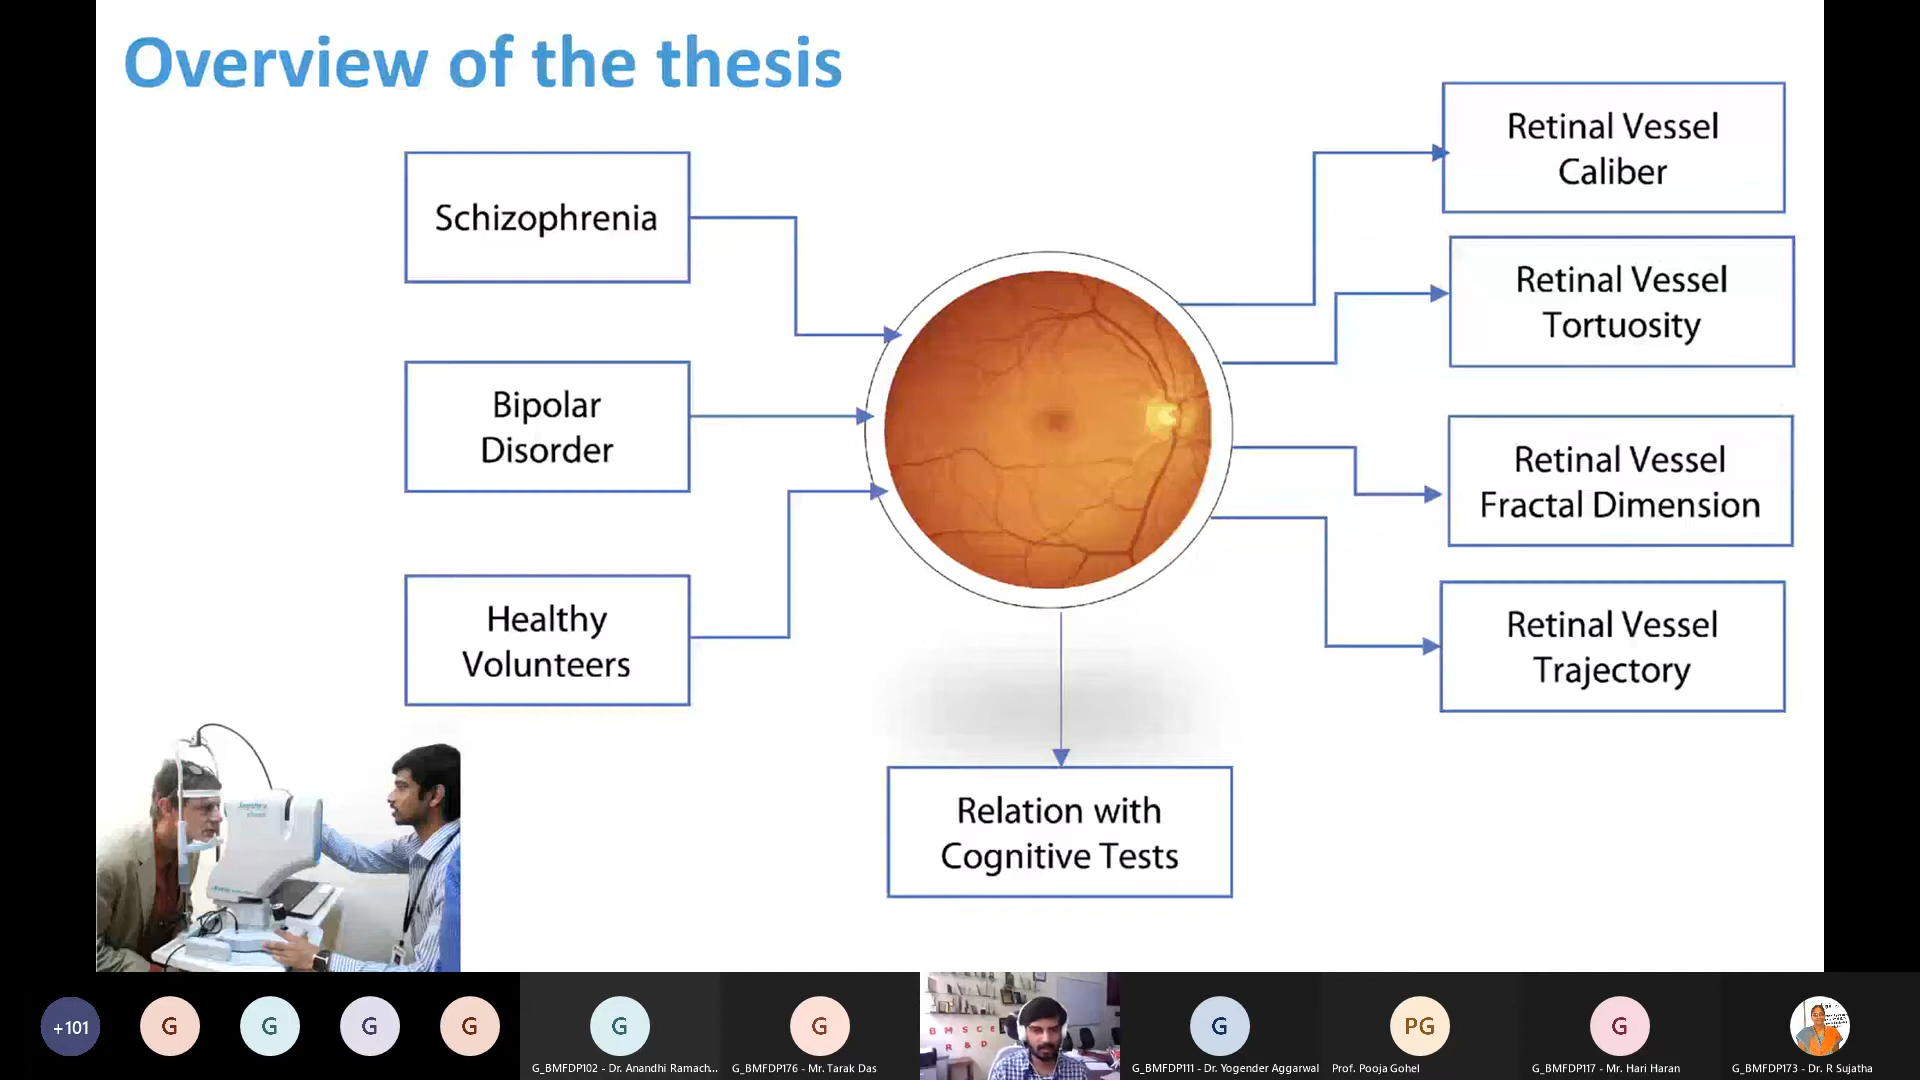 Overview of the thesis
Schizophrenia
Bipolar
Disorder
Healthy
Volunteers
Retinal Vessel
Caliber
Retinal Vessel
Tortuosity
Retinal Vessel
Fractal Dimension
Retinal Vessel
Trajectory
Relation with
Cognitive Tests
+101
G
G
G
G
G
G
B M S C E
R & D
G
PG
G
G_BMFDP102 - Dr. Anandhi Ramach...
G_BMFDP176 - Mr. Tarak Das
G_BMFDP111 - Dr. Yogender Aggarwal
Prof. Pooja Gohel
G_BMFDP117 - Mr. Hari Haran
G_BMFDP173 - Dr. R Sujatha